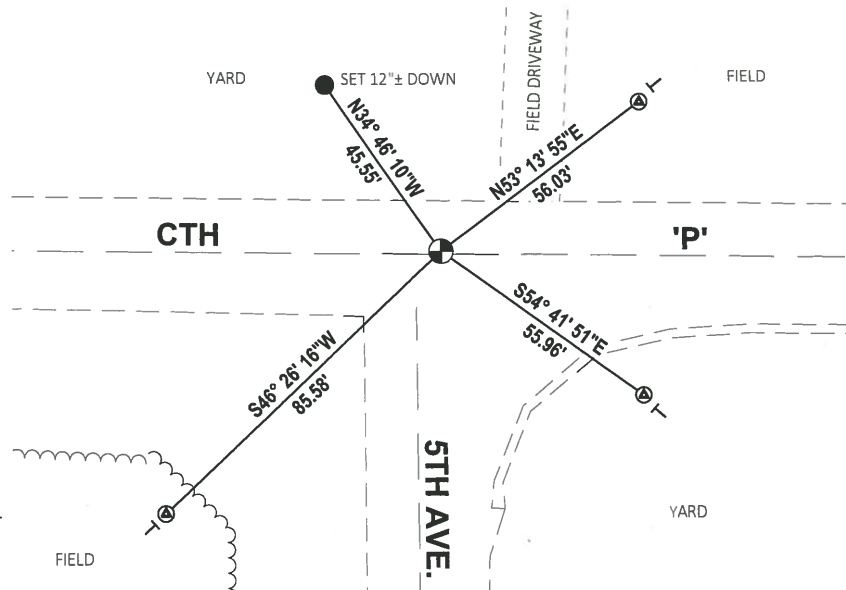 YARD
SET 12"± DOWN
FIELD DRIVEWAY
FIELD
N34° 46' 10"W
45.55'
N53° 13' 55"E
56.03'
CTH
'P'
S54° 41' 51"E
55.96'
S46° 26' 16"W
85.58'
5TH AVE.
YARD
FIELD